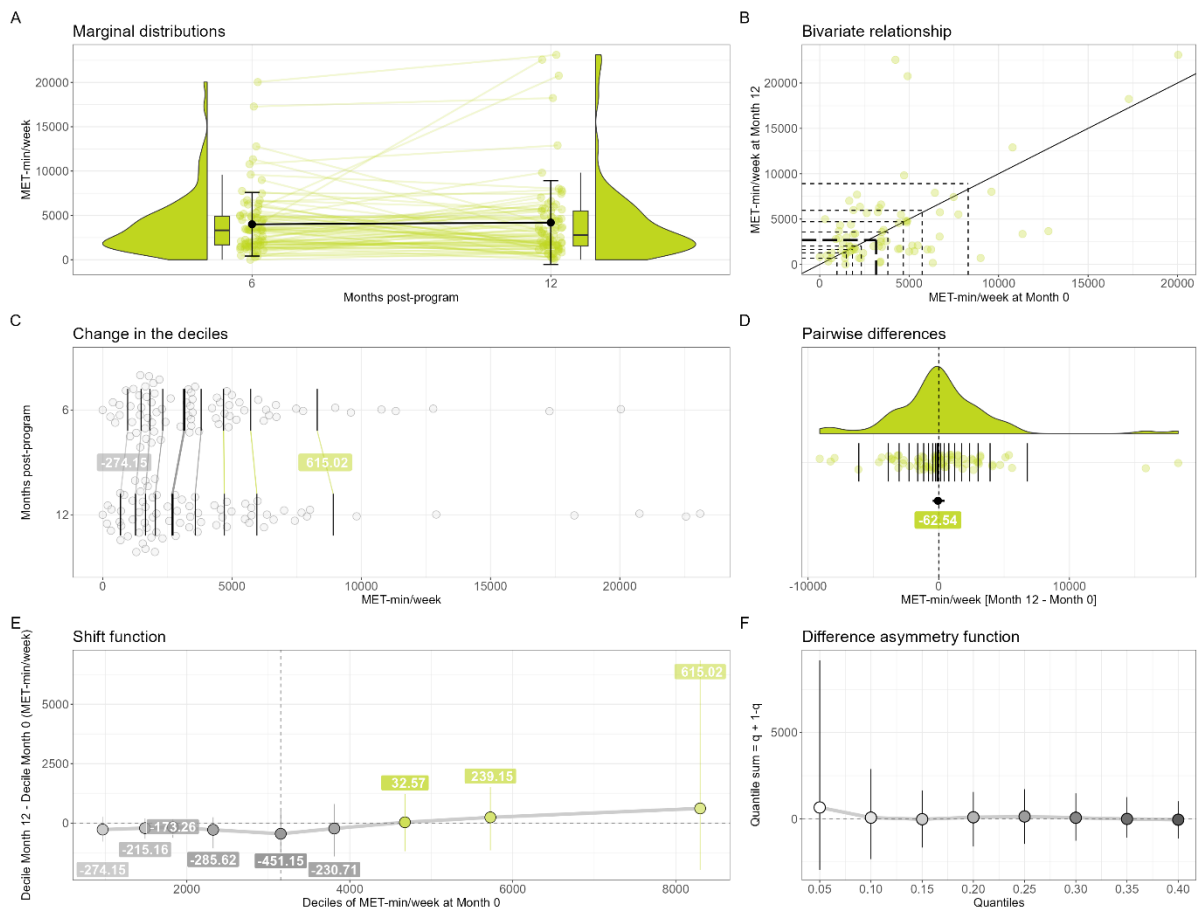 A
Marginal distributions
MET-min/week
20000
15000
10000
5000
0
6
12
Months post-program
B
Bivariate relationship
MET-min/week at Month 12
20000
15000
10000
5000
0
0
5000
10000
15000
20000
MET-min/week at Month 0
C
Change in the deciles
Months post-program
6
12
-274.15
615.02
0
5000
10000
15000
20000
MET-min/week
D
Pairwise differences
-62.54
-10000
0
10000
MET-min/week [Month 12 - Month 0]
E
Shift function
Decile Month 12 - Decile Month 0 (MET-min/week)
5000
2500
0
-274.15
-215.16
-173.26
-285.62
-451.15
-230.71
32.57
239.15
615.02
2000
4000
6000
8000
Deciles of MET-min/week at Month 0
F
Difference asymmetry function
Quantile sum = q + 1-q
5000
0
0.05
0.10
0.15
0.20
0.25
0.30
0.35
0.40
Quantiles